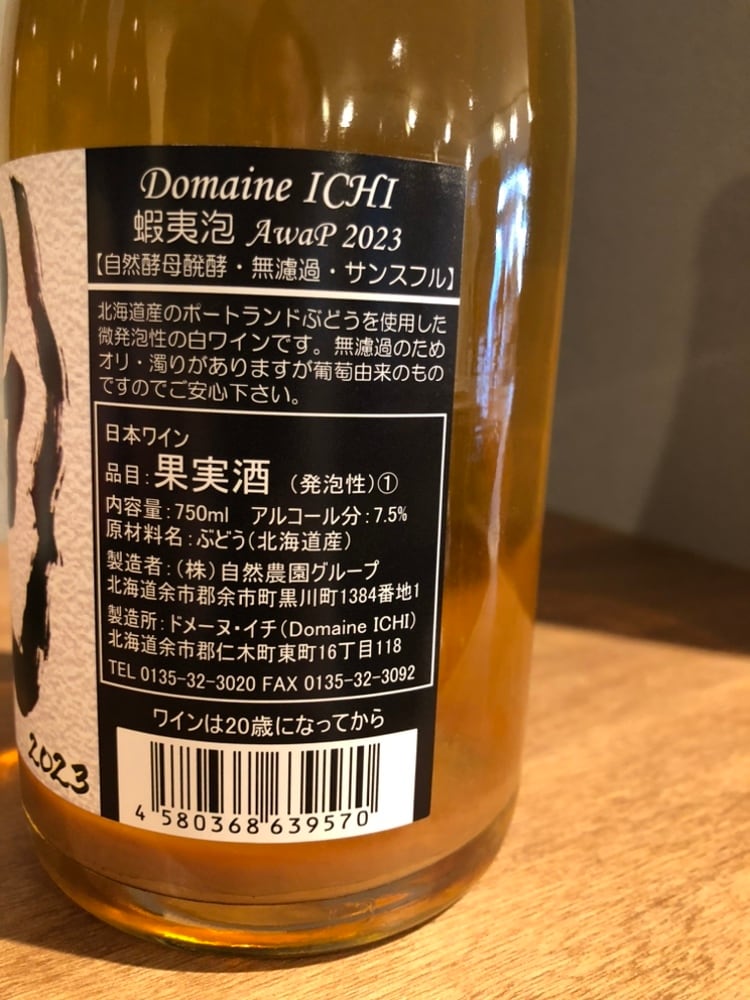 Domaine ICHI
蝦夷泡 AwaP 2023
【自然酵母醗酵・無濾過・サンスフル】
北海道産のポートランドぶどうを使用した
微発泡性の白ワインです。無濾過のため
オリ・濁りがありますが葡萄由来のもの
ですのでご安心下さい。
日本ワイン
品目:果実酒 (発泡性)①
内容量:750ml アルコール分:7.5%
原材料名:ぶどう(北海道産)
製造者:(株)自然農園グループ
北海道余市郡余市町黒川町1384番地1
製造所:ドメーヌ・イチ(Domaine ICHI)
北海道余市郡仁木町東町16丁目118
TEL 0135-32-3020 FAX 0135-32-3092
ワインは20歳になってから
4 580368 639570
2023